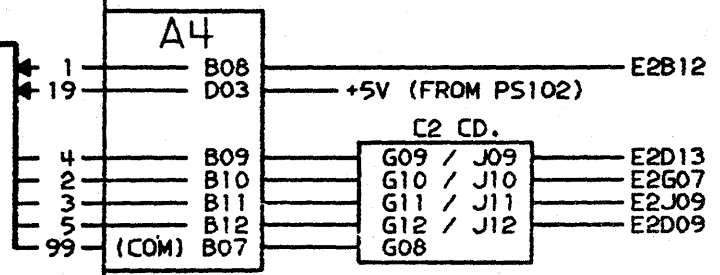 A4
1 B08 E2B12
19 D03 +5V (FROM PS102)
C2 CD.
4 B09 G09 / J09 E2D13
2 B10 G10 / J10 E2G07
3 B11 G11 / J11 E2J09
5 B12 G12 / J12 E2D09
99 (COM) B07 G08